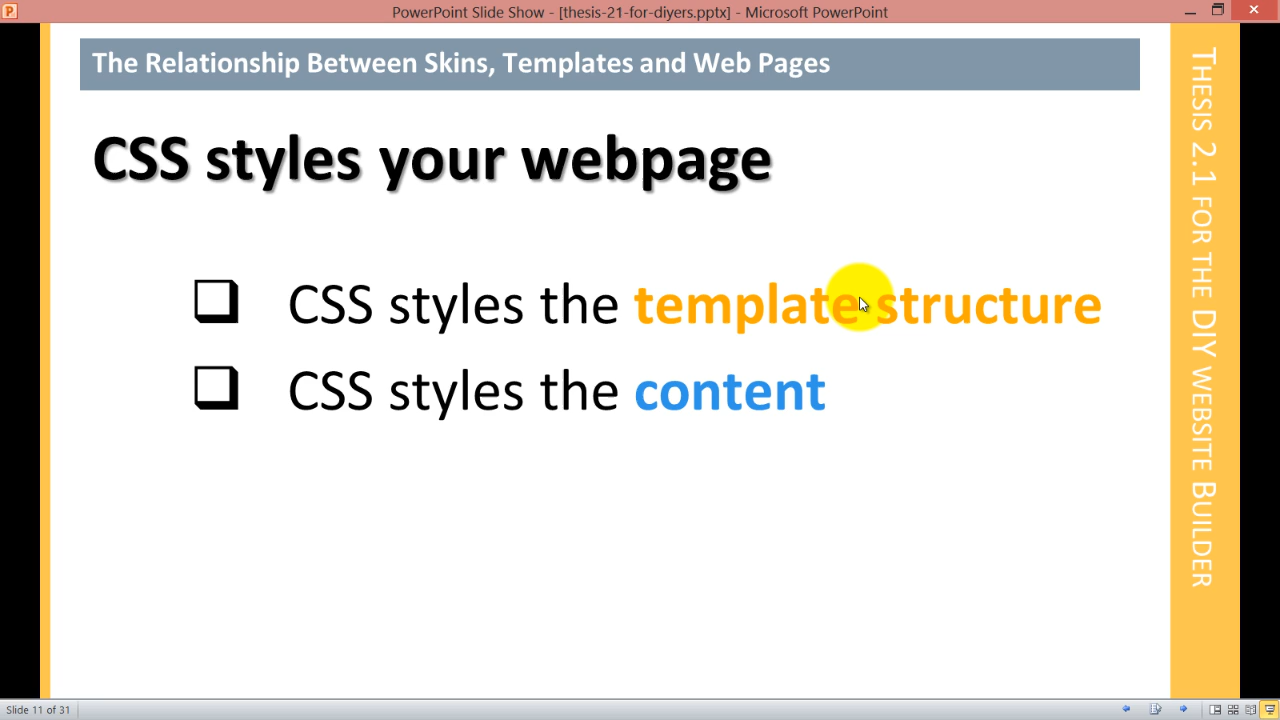 PowerPoint Slide Show - [thesis-21-for-diyers.pptx] - Microsoft PowerPoint
The Relationship Between Skins, Templates and Web Pages
CSS styles your webpage
CSS styles the template structure
CSS styles the content
THESIS 2.1 FOR THE DIY WEBSITE BUILDER
Slide 11 of 31